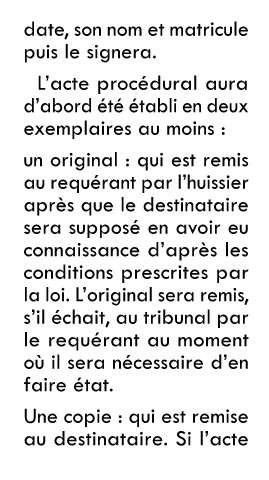 date, son nom et matricule
puis le signera.
L'acte procédural aura
d'abord été établi en deux
exemplaires au moins :
un original : qui est remis
au requérant par l'huissier
après que le destinataire
sera supposé en avoir eu
connaissance d'après les
conditions prescrites par
la loi. L'original sera remis,
s'il échait, au tribunal par
le requérant au moment
où il sera nécessaire d'en
faire état.
Une copie : qui est remise
au destinataire. Si l'acte